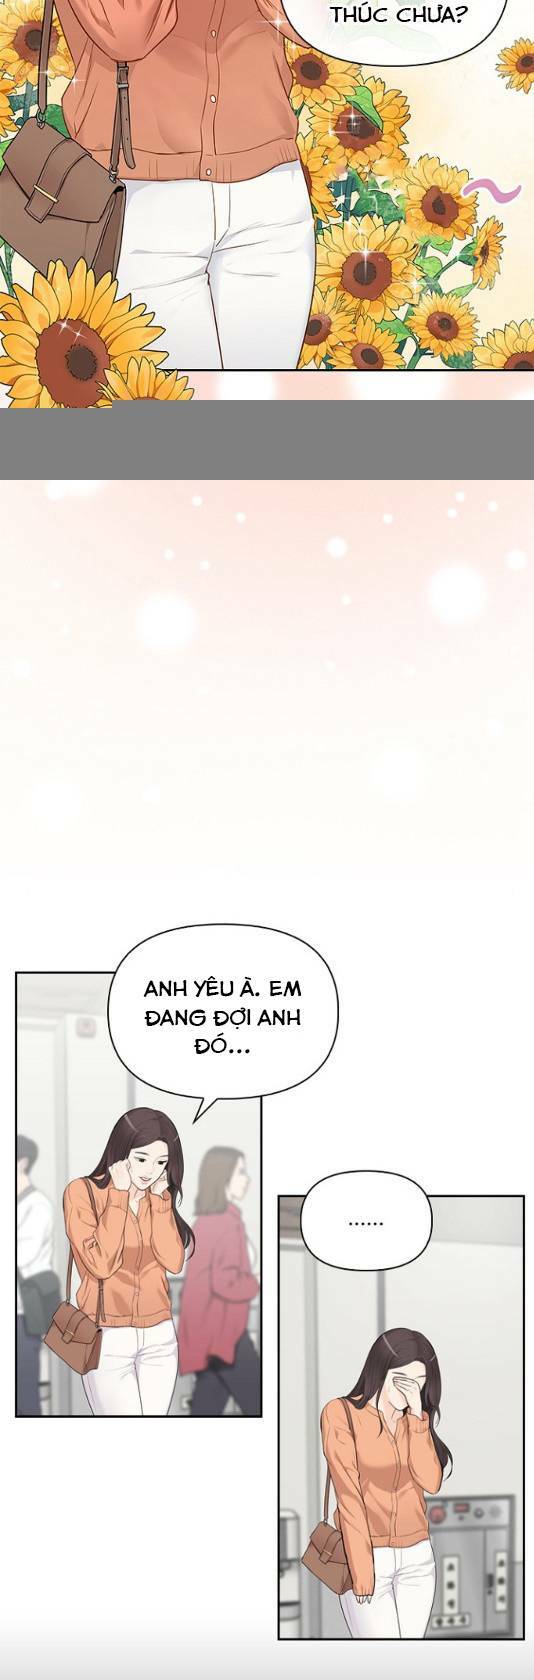 THÚC CHƯA?
ANH YÊU À. EM
ĐANG ĐỢI ANH
ĐÓ...
......